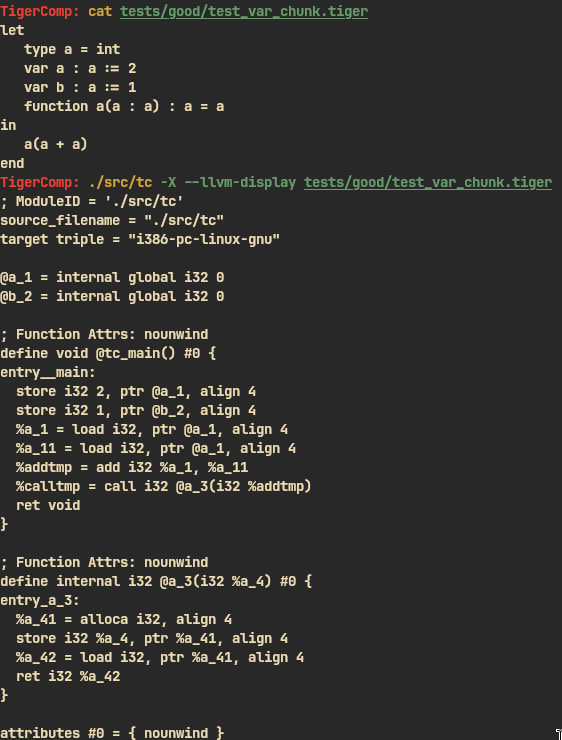 TigerComp: cat tests/good/test_var_chunk.tiger
let
   type a = int
   var a : a := 2
   var b : a := 1
   function a(a : a) : a = a
in
   a(a + a)
end
TigerComp: ./src/tc -X --llvm-display tests/good/test_var_chunk.tiger
; ModuleID = './src/tc'
source_filename = "./src/tc"
target triple = "i386-pc-linux-gnu"

@a_1 = internal global i32 0
@b_2 = internal global i32 0

; Function Attrs: nounwind
define void @tc_main() #0 {
entry__main:
  store i32 2, ptr @a_1, align 4
  store i32 1, ptr @b_2, align 4
  %a_1 = load i32, ptr @a_1, align 4
  %a_11 = load i32, ptr @a_1, align 4
  %addtmp = add i32 %a_1, %a_11
  %calltmp = call i32 @a_3(i32 %addtmp)
  ret void
}

; Function Attrs: nounwind
define internal i32 @a_3(i32 %a_4) #0 {
entry_a_3:
  %a_41 = alloca i32, align 4
  store i32 %a_4, ptr %a_41, align 4
  %a_42 = load i32, ptr %a_41, align 4
  ret i32 %a_42
}

attributes #0 = { nounwind }